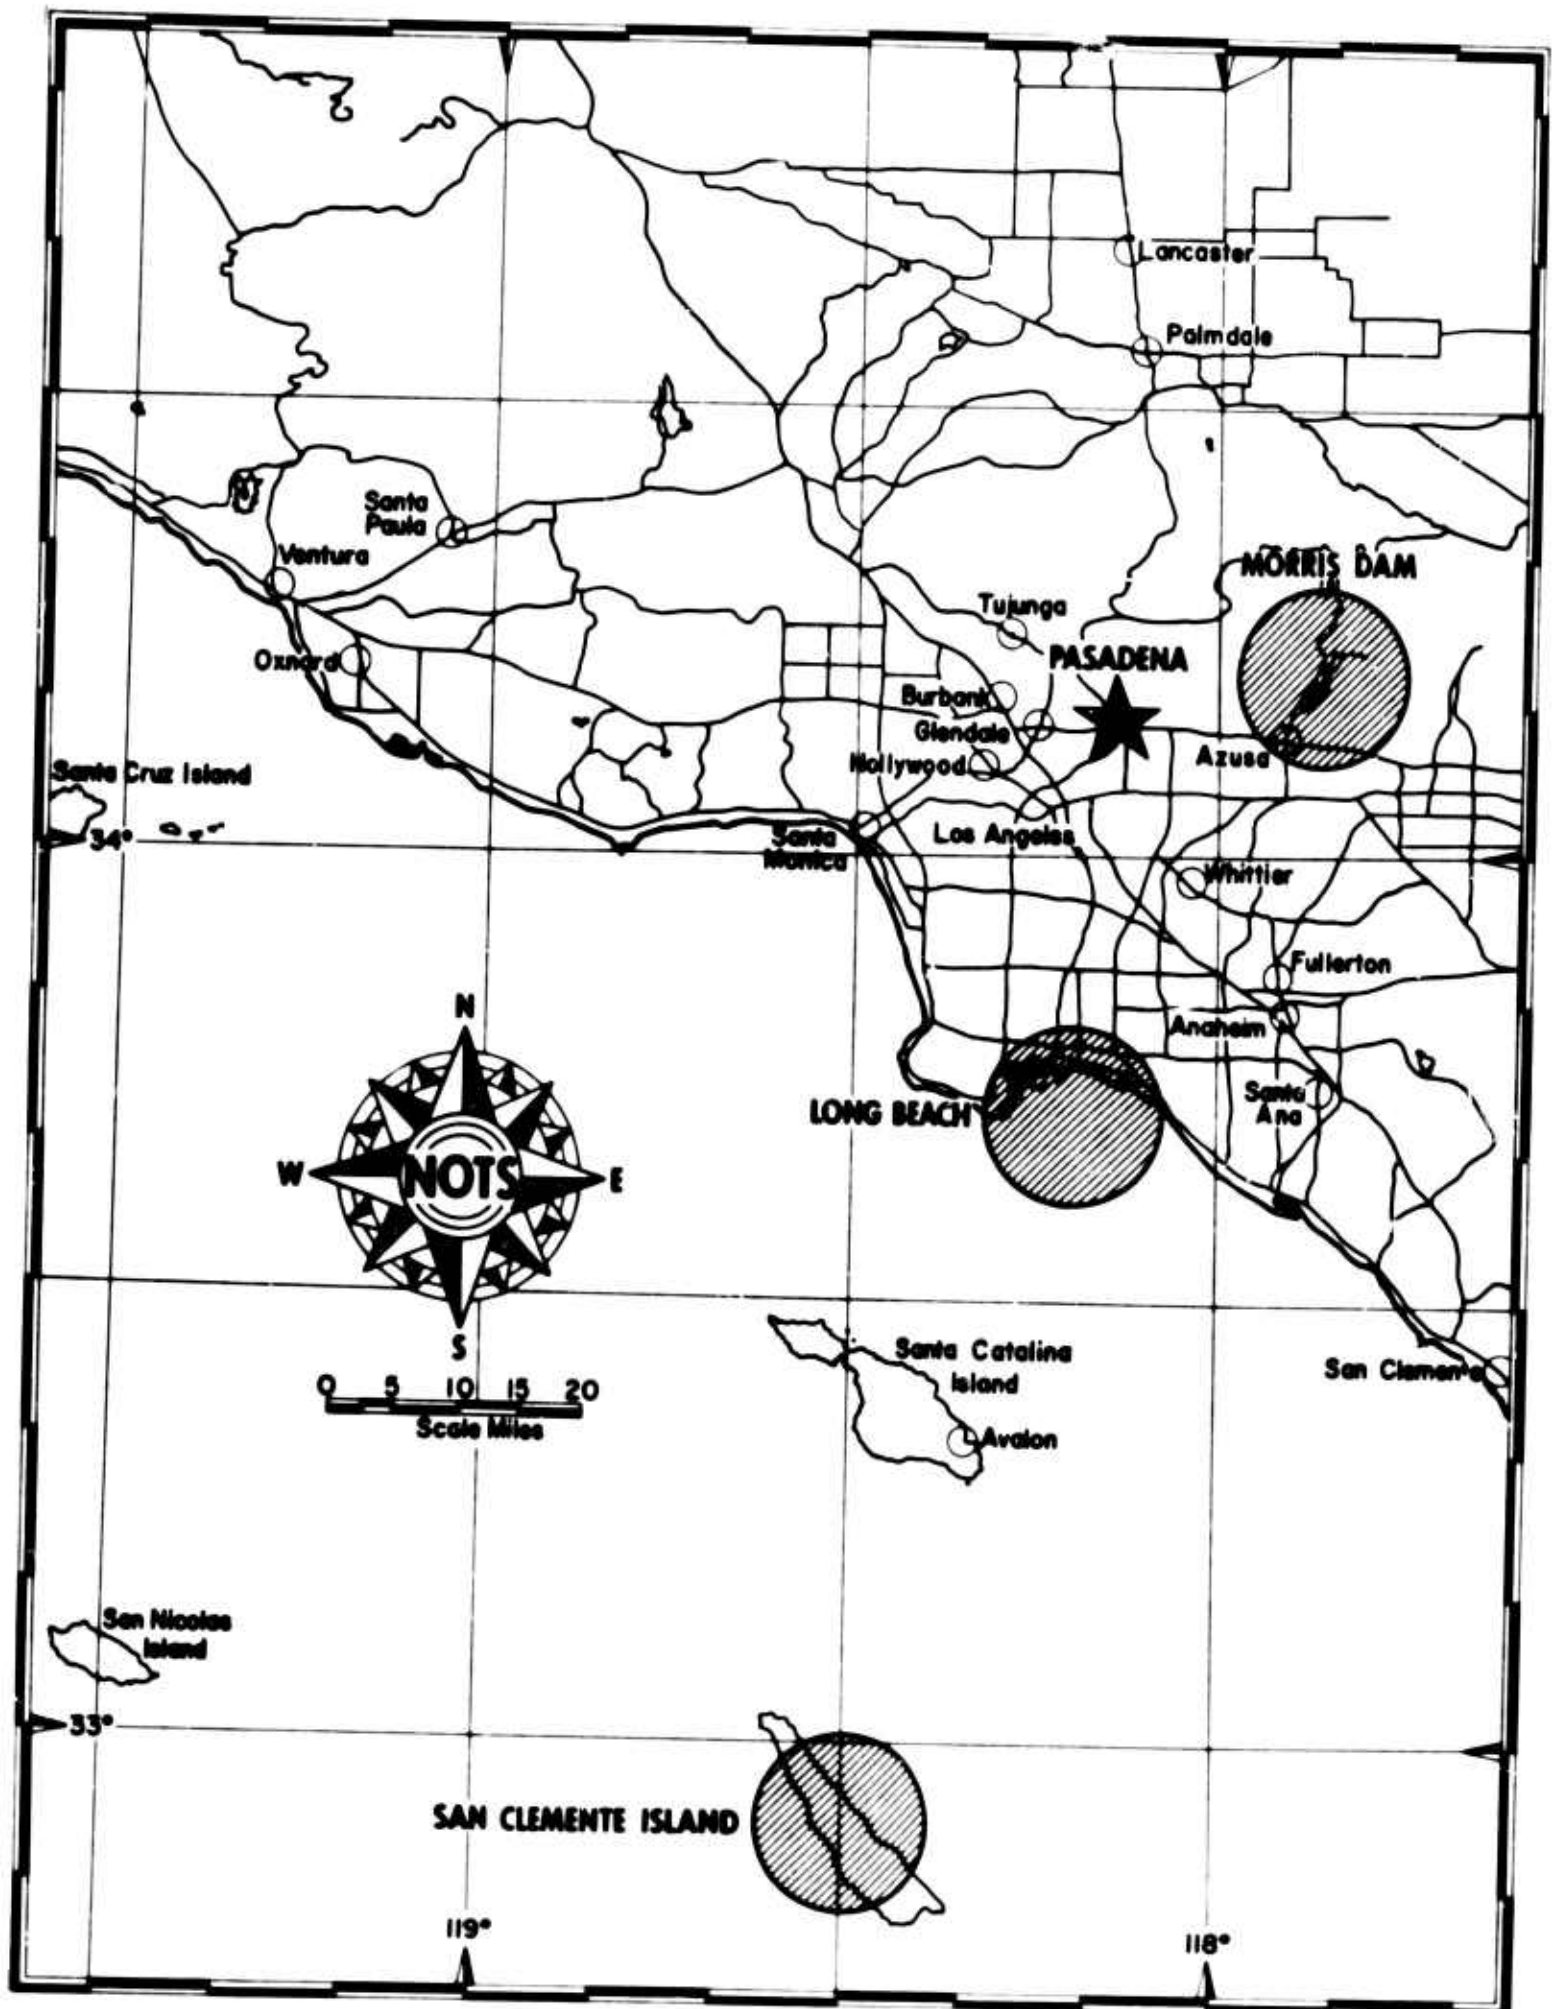 Lancaster
Palmdale
Santa
Paula
Ventura
MORRIS DAM
Tujunga
PASADENA
Oxnard
Burbank
Glendale
Hollywood
Azusa
Santa Cruz Island
34°
Santa
Monica
Los Angeles
Whittier
Fullerton
Anaheim
N
Santa
Ana
LONG BEACH
W NOTS E
S
Santa Catalina
Island
San Clemente
0 5 10 15 20
Scale Miles
Avalon
San Nicolas
Island
33°
SAN CLEMENTE ISLAND
119°
118°